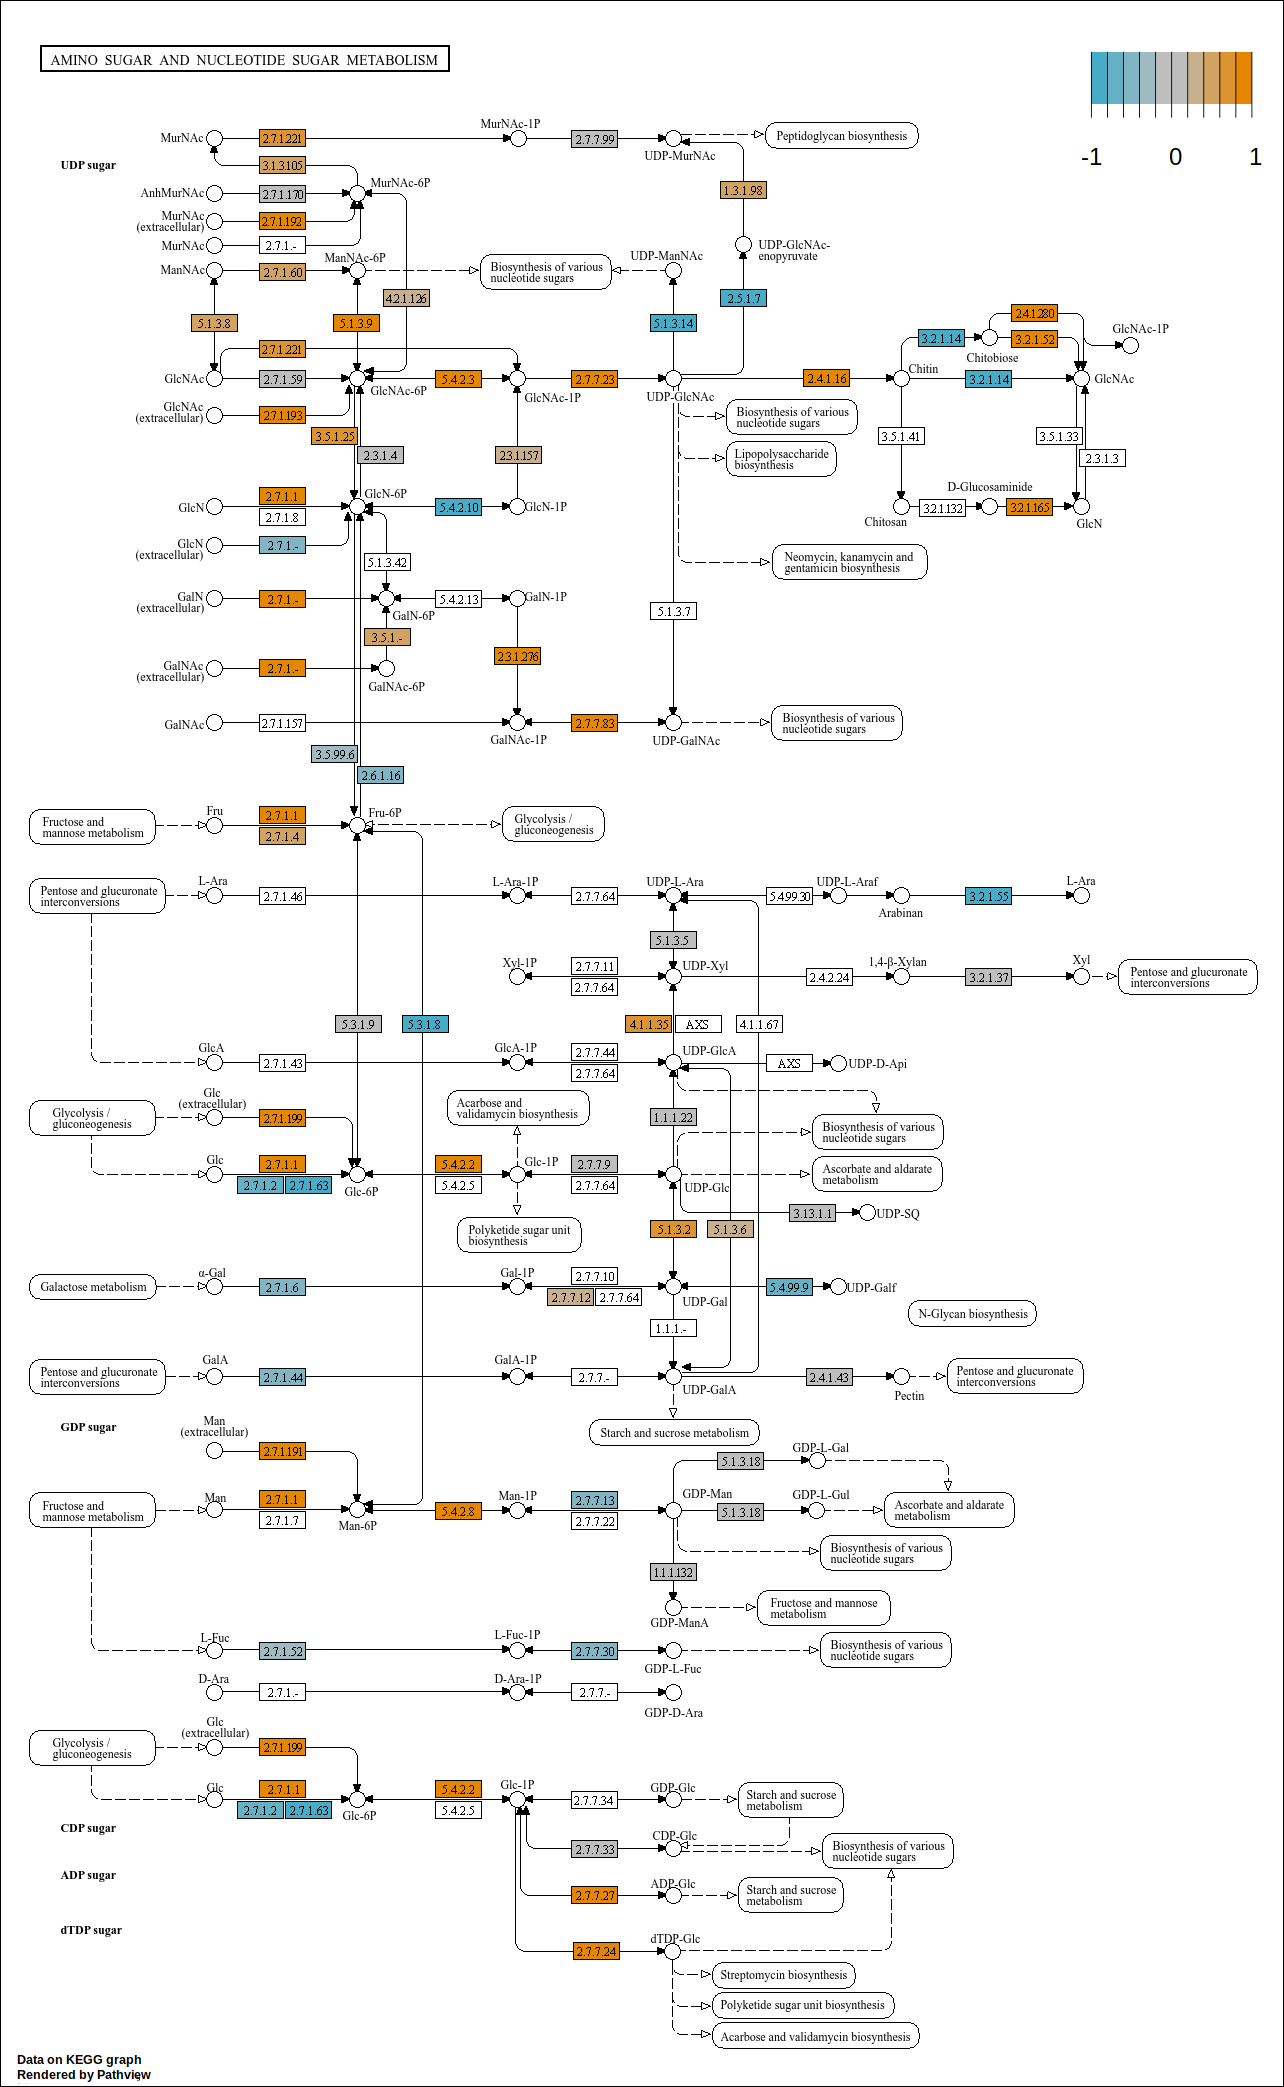 AMINO SUGAR AND NUCLEOTIDE SUGAR METABOLISM
-1 0 1
MurNAc 2.7.1.221 MurNAc-1P 2.7.7.99 UDP-MurNAc Peptidoglycan biosynthesis
UDP sugar
3.1.3.105
AnhMurNAc 2.7.1.170 MurNAc-6P 1.3.1.98
MurNAc
(extracellular) 2.7.1.192
MurNAc 2.7.1.-
UDP-GlcNAc-
enopyruvate
ManNAc 2.7.1.60 ManNAc-6P
Biosynthesis of various
nucleotide sugars
UDP-ManNAc
4.2.1.126 2.5.1.7
5.1.3.8 5.1.3.9 5.1.3.14
2.4.1.280
3.2.1.14 Chitobiose 3.2.1.52 GlcNAc-1P
2.7.1.221
GlcNAc 2.7.1.59 GlcNAc-6P 5.4.2.3 GlcNAc-1P 2.7.7.23 UDP-GlcNAc 2.4.1.16 Chitin 3.2.1.14 GlcNAc
GlcNAc
(extracellular) 2.7.1.193
Biosynthesis of various
nucleotide sugars
3.5.1.25 2.3.1.4 2.3.1.157
Lipopolysaccharide
biosynthesis
3.5.1.41 3.5.1.33 2.3.1.3
GlcN 2.7.1.1 GlcN-6P 5.4.2.10 GlcN-1P
2.7.1.8
D-Glucosaminide
Chitosan 3.2.1.132 3.2.1.165 GlcN
GlcN
(extracellular) 2.7.1.-
5.1.3.42
Neomycin, kanamycin and
gentamicin biosynthesis
GalN
(extracellular) 2.7.1.- GalN-6P 5.4.2.13 GalN-1P
5.1.3.7
3.5.1.- 2.3.1.276
GalNAc
(extracellular) 2.7.1.- GalNAc-6P
GalNAc 2.7.1.157 GalNAc-1P 2.7.7.83 UDP-GalNAc
Biosynthesis of various
nucleotide sugars
3.5.99.6
2.6.1.16
Fructose and
mannose metabolism
Fru 2.7.1.1 Fru-6P
2.7.1.4
Glycolysis /
gluconeogenesis
Pentose and glucuronate
interconversions
L-Ara 2.7.1.46 L-Ara-1P 2.7.7.64 UDP-L-Ara 5.4.99.30 UDP-L-Araf Arabinan 3.2.1.55 L-Ara
5.1.3.5
Xyl-1P 2.7.7.11 UDP-Xyl 2.4.2.24 1,4-β-Xylan 3.2.1.37 Xyl
2.7.7.64
Pentose and glucuronate
interconversions
5.3.1.9 5.3.1.8 4.1.1.35 AXS 4.1.1.67
GlcA 2.7.1.43 GlcA-1P 2.7.7.44 UDP-GlcA AXS UDP-D-Api
2.7.7.64
Glycolysis /
gluconeogenesis
Glc
(extracellular) 2.7.1.199
Acarbose and
validamycin biosynthesis
1.1.1.22
Biosynthesis of various
nucleotide sugars
Glc 2.7.1.1 Glc-6P 5.4.2.2 Glc-1P 2.7.7.9 UDP-Glc
2.7.1.2 2.7.1.63 5.4.2.5 2.7.7.64
Ascorbate and aldarate
metabolism
3.13.1.1 UDP-SQ
Polyketide sugar unit
biosynthesis
5.1.3.2 5.1.3.6
Galactose metabolism α-Gal 2.7.1.6 Gal-1P 2.7.7.10 UDP-Gal 5.4.99.9 UDP-Galf
2.7.7.12 2.7.7.64
N-Glycan biosynthesis
1.1.1.-
Pentose and glucuronate
interconversions
GalA 2.7.1.44 GalA-1P 2.7.7.- UDP-GalA 2.4.1.43 Pectin
Pentose and glucuronate
interconversions
GDP sugar
Starch and sucrose metabolism
Man
(extracellular) 2.7.1.191
5.1.3.18 GDP-L-Gal
Fructose and
mannose metabolism
Man 2.7.1.1 Man-6P 5.4.2.8 Man-1P 2.7.7.13 GDP-Man 5.1.3.18 GDP-L-Gul
2.7.1.7 2.7.7.22
Ascorbate and aldarate
metabolism
Biosynthesis of various
nucleotide sugars
1.1.1.132
GDP-ManA
Fructose and mannose
metabolism
L-Fuc 2.7.1.52 L-Fuc-1P 2.7.7.30 GDP-L-Fuc
Biosynthesis of various
nucleotide sugars
D-Ara 2.7.1.- D-Ara-1P 2.7.7.- GDP-D-Ara
Glycolysis /
gluconeogenesis
Glc
(extracellular) 2.7.1.199
Glc 2.7.1.1 Glc-6P 5.4.2.2 Glc-1P 2.7.7.34 GDP-Glc
2.7.1.2 2.7.1.63 5.4.2.5
Starch and sucrose
metabolism
CDP sugar
2.7.7.33 CDP-Glc
Biosynthesis of various
nucleotide sugars
ADP sugar
2.7.7.27 ADP-Glc
Starch and sucrose
metabolism
dTDP sugar
2.7.7.24 dTDP-Glc
Streptomycin biosynthesis
Polyketide sugar unit biosynthesis
Acarbose and validamycin biosynthesis
Data on KEGG graph
Rendered by Pathview